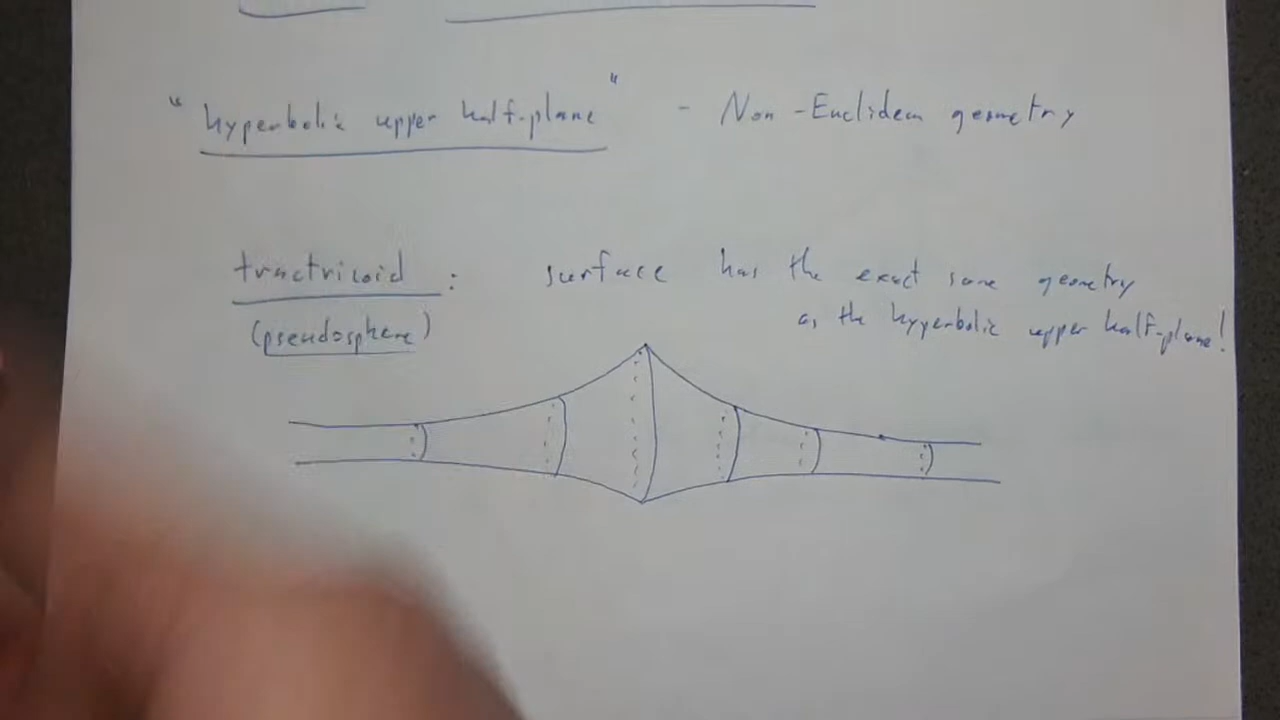 "hyperbolic upper half-plane" - Non-Euclidean geometry
tractricoid : surface has the exact same geometry
(pseudosphere) as the hyperbolic upper half-plane!